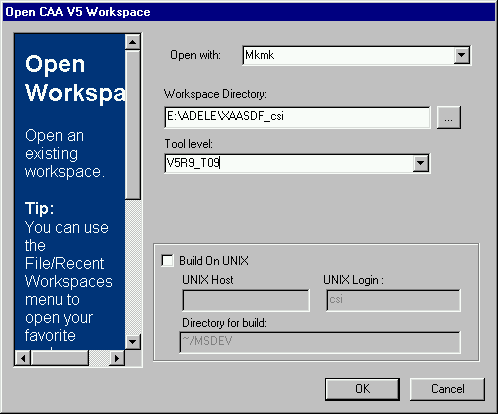 Open CAA V5 Workspace
Open
Workspa
Open an
existing
workspace.
Tip:
You can use
the
File/Recent
Workspaces
menu to
open your
favorite
Open with:
Mkmk
Workspace Directory:
E:\ADELE\XAASDF_csi
...
Tool level:
V5R9_T09
Build On UNIX
UNIX Host
UNIX Login :
csi
Directory for build:
~/MSDEV
OK
Cancel